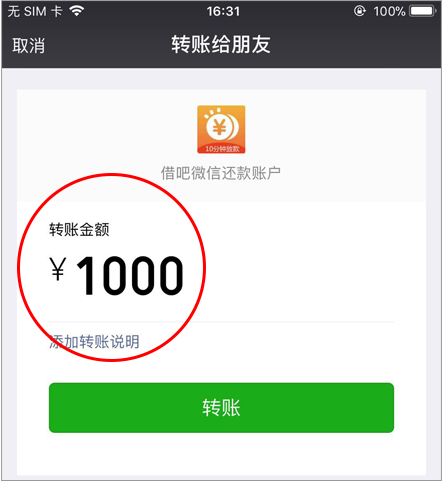 无 SIM 卡 16:31 100%
取消 转账给朋友
¥
10分钟放款
借吧微信还款账户
转账金额
¥ 1000
添加转账说明
转账